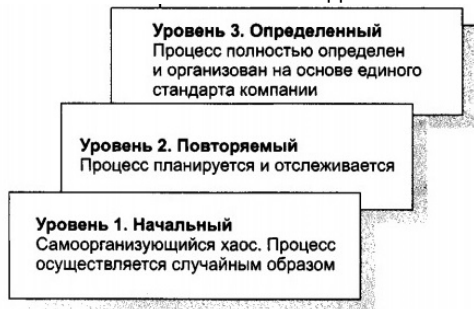 Уровень 3. Определенный
Процесс полностью определен
и организован на основе единого
стандарта компании
Уровень 2. Повторяемый
Процесс планируется и отслеживается
Уровень 1. Начальный
Самоорганизующийся хаос. Процесс
осуществляется случайным образом